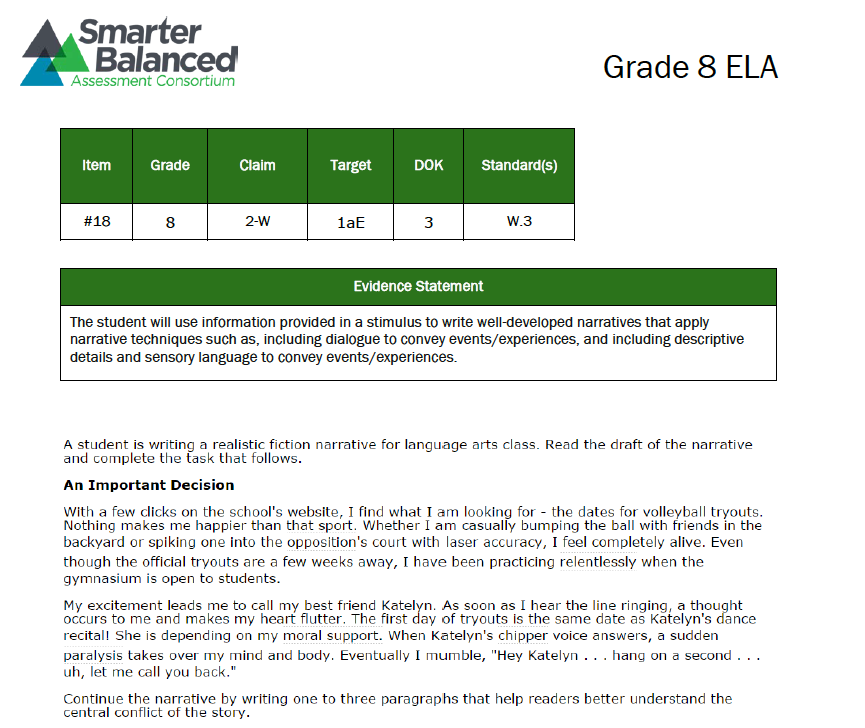 Smarter
Balanced
Assessment Consortium
Grade 8 ELA
Item Grade Claim Target DOK Standard(s)
#18 8 2-W 1aE 3 W.3
Evidence Statement
The student will use information provided in a stimulus to write well-developed narratives that apply
narrative techniques such as, including dialogue to convey events/experiences, and including descriptive
details and sensory language to convey events/experiences.
A student is writing a realistic fiction narrative for language arts class. Read the draft of the narrative
and complete the task that follows.
An Important Decision
With a few clicks on the school's website, I find what I am looking for - the dates for volleyball tryouts.
Nothing makes me happier than that sport. Whether I am casually bumping the ball with friends in the
backyard or spiking one into the opposition's court with laser accuracy, I feel completely alive. Even
though the official tryouts are a few weeks away, I have been practicing relentlessly when the
gymnasium is open to students.
My excitement leads me to call my best friend Katelyn. As soon as I hear the line ringing, a thought
occurs to me and makes my heart flutter. The first day of tryouts is the same date as Katelyn's dance
recital! She is depending on my moral support. When Katelyn's chipper voice answers, a sudden
paralysis takes over my mind and body. Eventually I mumble, "Hey Katelyn . . . hang on a second . . .
uh, let me call you back."
Continue the narrative by writing one to three paragraphs that help readers better understand the
central conflict of the story.